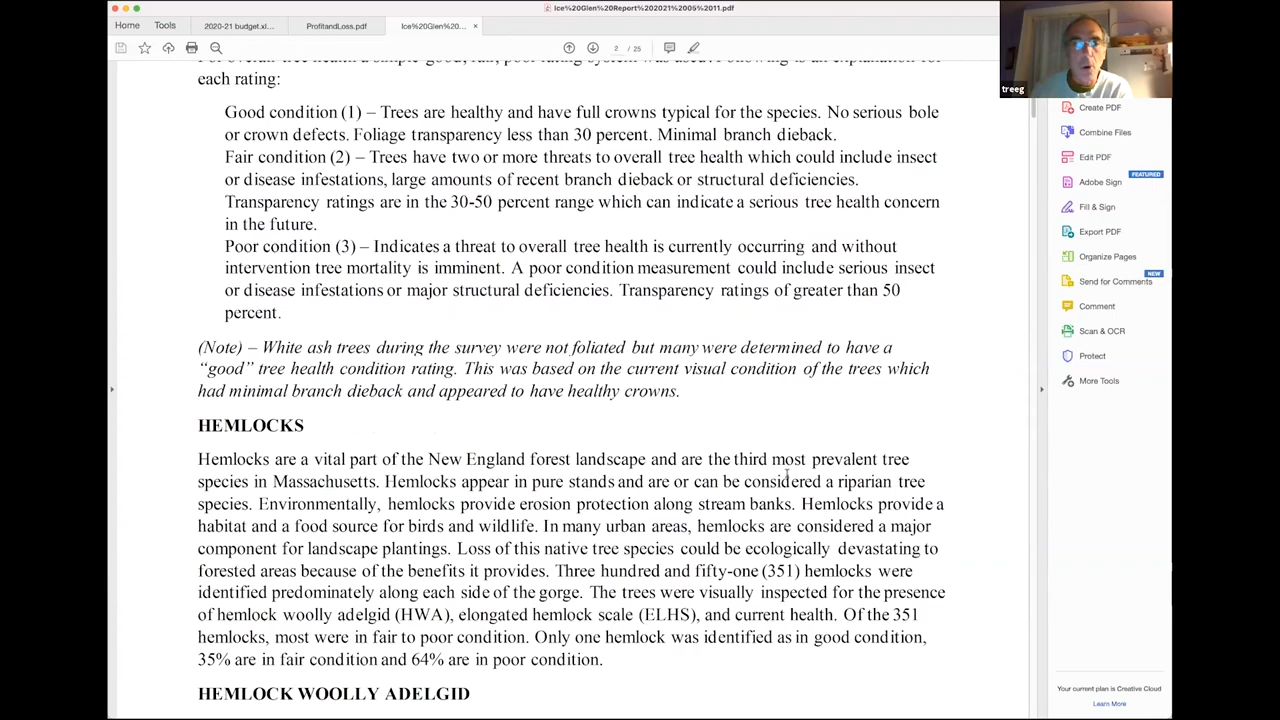 Ice%20Glen%20Report%202021%2005%2011.pdf
Home
Tools
2020-21 budget.xl...
ProfitandLoss.pdf
Ice%20Glen%20...
×
2 / 25
each rating:
Good condition (1) – Trees are healthy and have full crowns typical for the species. No serious bole
or crown defects. Foliage transparency less than 30 percent. Minimal branch dieback.
Fair condition (2) – Trees have two or more threats to overall tree health which could include insect
or disease infestations, large amounts of recent branch dieback or structural deficiencies.
Transparency ratings are in the 30-50 percent range which can indicate a serious tree health concern
in the future.
Poor condition (3) – Indicates a threat to overall tree health is currently occurring and without
intervention tree mortality is imminent. A poor condition measurement could include serious insect
or disease infestations or major structural deficiencies. Transparency ratings of greater than 50
percent.
(Note) – White ash trees during the survey were not foliated but many were determined to have a
“good” tree health condition rating. This was based on the current visual condition of the trees which
had minimal branch dieback and appeared to have healthy crowns.
HEMLOCKS
Hemlocks are a vital part of the New England forest landscape and are the third most prevalent tree
species in Massachusetts. Hemlocks appear in pure stands and are or can be considered a riparian tree
species. Environmentally, hemlocks provide erosion protection along stream banks. Hemlocks provide a
habitat and a food source for birds and wildlife. In many urban areas, hemlocks are considered a major
component for landscape plantings. Loss of this native tree species could be ecologically devastating to
forested areas because of the benefits it provides. Three hundred and fifty-one (351) hemlocks were
identified predominately along each side of the gorge. The trees were visually inspected for the presence
of hemlock woolly adelgid (HWA), elongated hemlock scale (ELHS), and current health. Of the 351
hemlocks, most were in fair to poor condition. Only one hemlock was identified as in good condition,
35% are in fair condition and 64% are in poor condition.
HEMLOCK WOOLLY ADELGID
treeg
Create PDF
Combine Files
Edit PDF
FEATURED
Adobe Sign
Fill & Sign
Export PDF
Organize Pages
NEW
Send for Comments
Comment
Scan & OCR
Protect
More Tools
Your current plan is Creative Cloud
Learn More